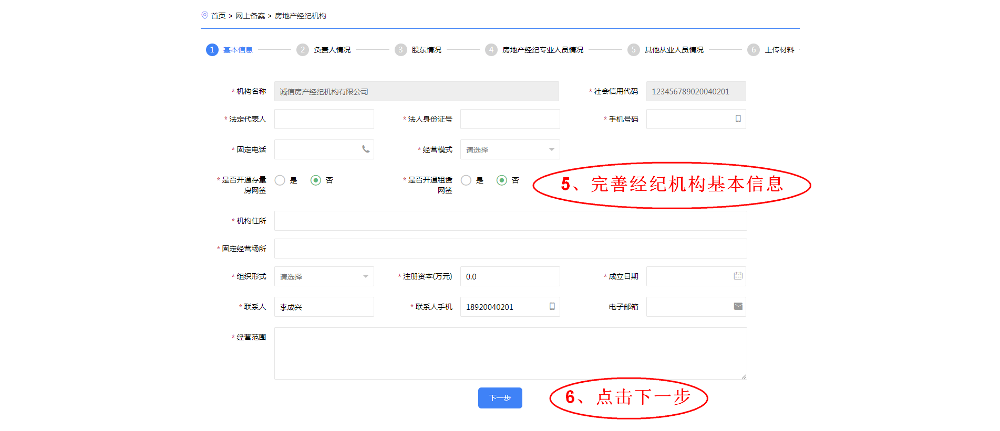 首页 > 网上备案 > 房地产经纪机构
1 基本信息 2 负责人情况 3 股东情况 4 房地产经纪专业人员情况 5 其他从业人员情况 6 上传材料
* 机构名称 诚信房产经纪机构有限公司 * 社会信用代码 123456789020040201
* 法定代表人 * 法人身份证号 * 手机号码
* 固定电话 * 经营模式 请选择
* 是否开通存量房网签 是 否 * 是否开通租赁网签 是 否
5、完善经纪机构基本信息
* 机构住所
* 固定经营场所
* 组织形式 请选择 * 注册资本(万元) 0.0 * 成立日期
* 联系人 李成兴 * 联系人手机 18920040201 电子邮箱
* 经营范围
下一步 6、点击下一步